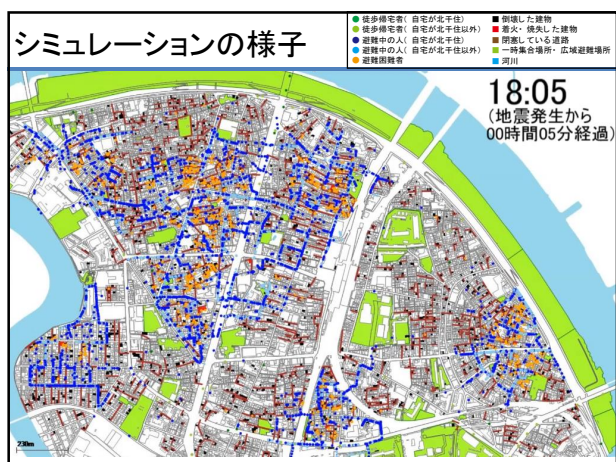 シミュレーションの様子
●徒歩帰宅者(自宅が北千住)
●徒歩帰宅者(自宅が北千住以外)
●避難中の人(自宅が北千住)
●避難中の人(自宅が北千住以外)
●避難困難者
■倒壊した建物
■着火・焼失した建物
■閉塞している道路
■一時集合場所・広域避難場所
■河川
18:05
(地震発生から
00時間05分経過)
230m